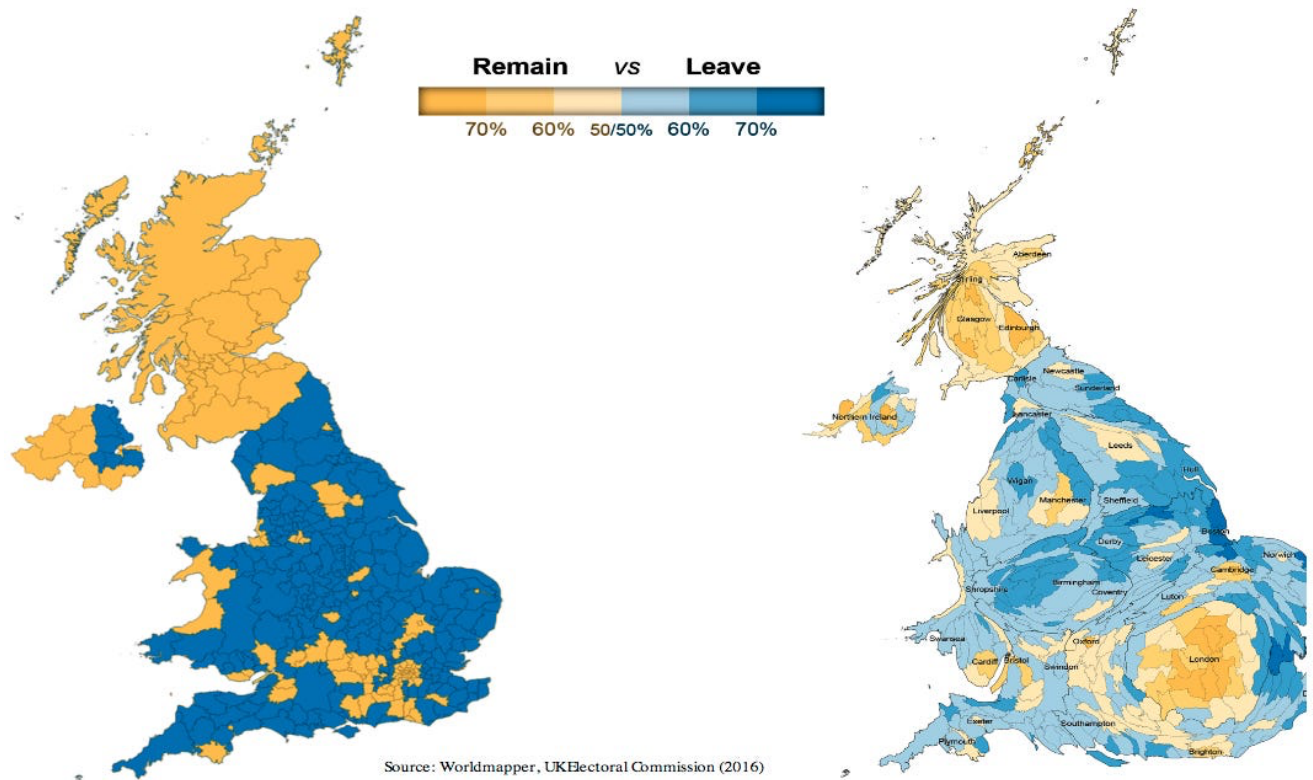 Remain vs Leave
70% 60% 50/50% 60% 70%
Aberdeen
Stirling
Glasgow
Edinburgh
Newcastle
Carlisle
Sunderland
Northern Ireland
Lancaster
Leeds
Hull
Wigan
Manchester
Sheffield
Liverpool
Boston
Derby
Leicester
Norwich
Cambridge
Shropshire
Birmingham
Coventry
Luton
Swansea
Oxford
Cardiff
Bristol
Swindon
London
Exeter
Southampton
Plymouth
Brighton
Source: Worldmapper, UKElectoral Commission (2016)